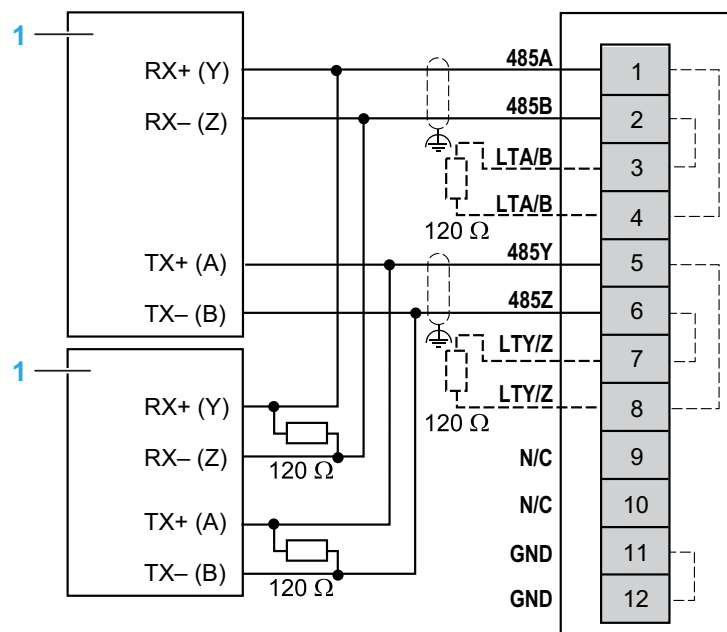 1
RX+ (Y)
RX– (Z)
TX+ (A)
TX– (B)
1
RX+ (Y)
RX– (Z)
TX+ (A)
TX– (B)
120 Ω
120 Ω
485A
485B
LTA/B
LTA/B
120 Ω
485Y
485Z
LTY/Z
LTY/Z
120 Ω
N/C
N/C
GND
GND
1
2
3
4
5
6
7
8
9
10
11
12